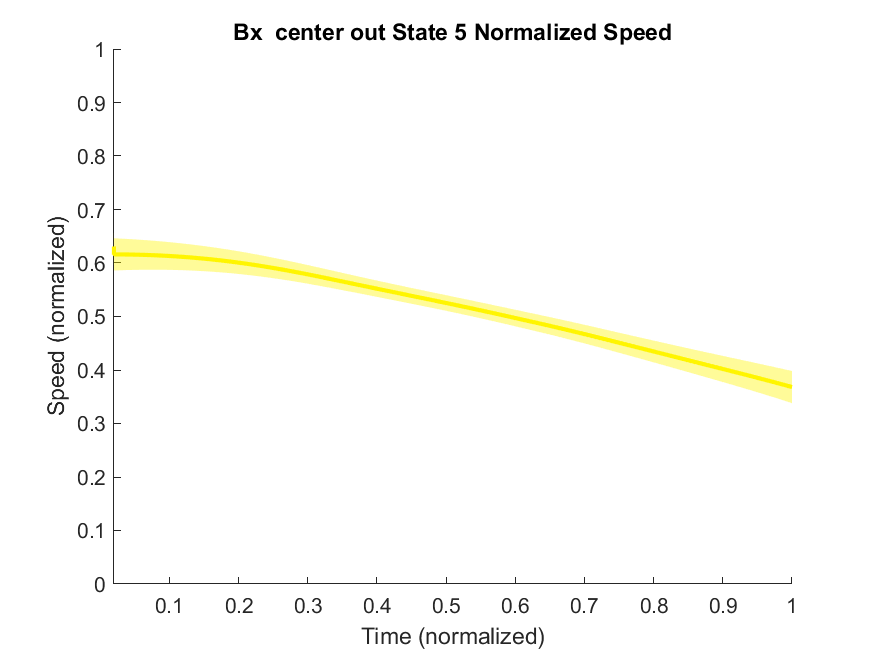 Bx  center out State 5 Normalized Speed
1
0.9
0.8
0.7
0.6
0.5
0.4
0.3
0.2
0.1
0
Speed (normalized)
0.1 0.2 0.3 0.4 0.5 0.6 0.7 0.8 0.9 1
Time (normalized)